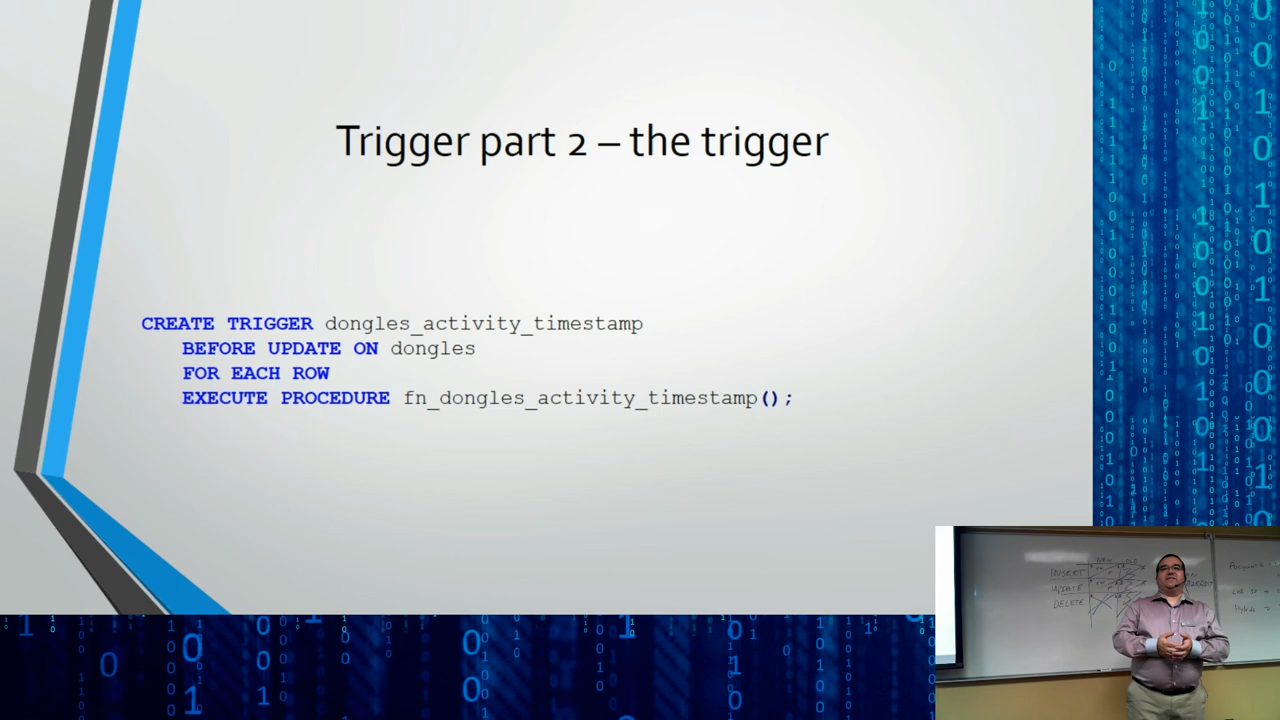 Trigger part 2 – the trigger
CREATE TRIGGER dongles_activity_timestamp
BEFORE UPDATE ON dongles
FOR EACH ROW
EXECUTE PROCEDURE fn_dongles_activity_timestamp();
INSERT
UPDATE
DELETE